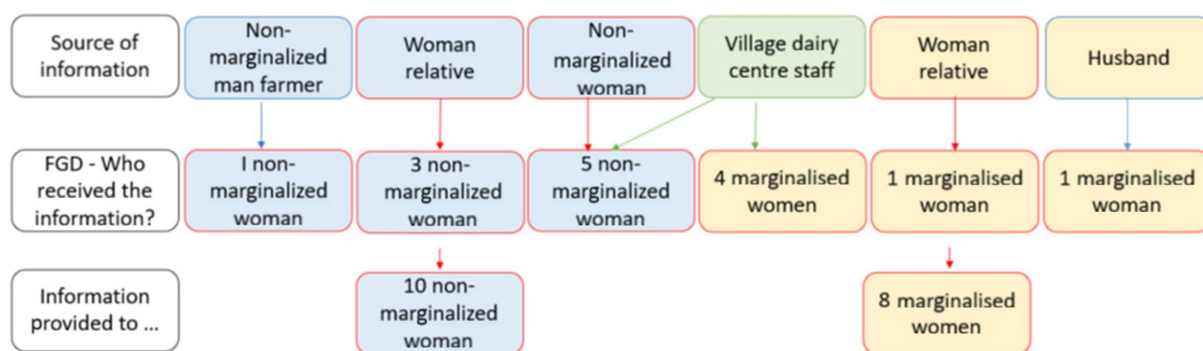 Source of
information
Non-
marginalized
man farmer
Woman
relative
Non-
marginalized
woman
Village dairy
centre staff
Woman
relative
Husband
FGD - Who
received the
information?
I non-
marginalized
woman
3 non-
marginalized
woman
5 non-
marginalized
woman
4 marginalised
women
1 marginalised
woman
1 marginalised
woman
Information
provided to ...
10 non-
marginalized
woman
8 marginalised
women